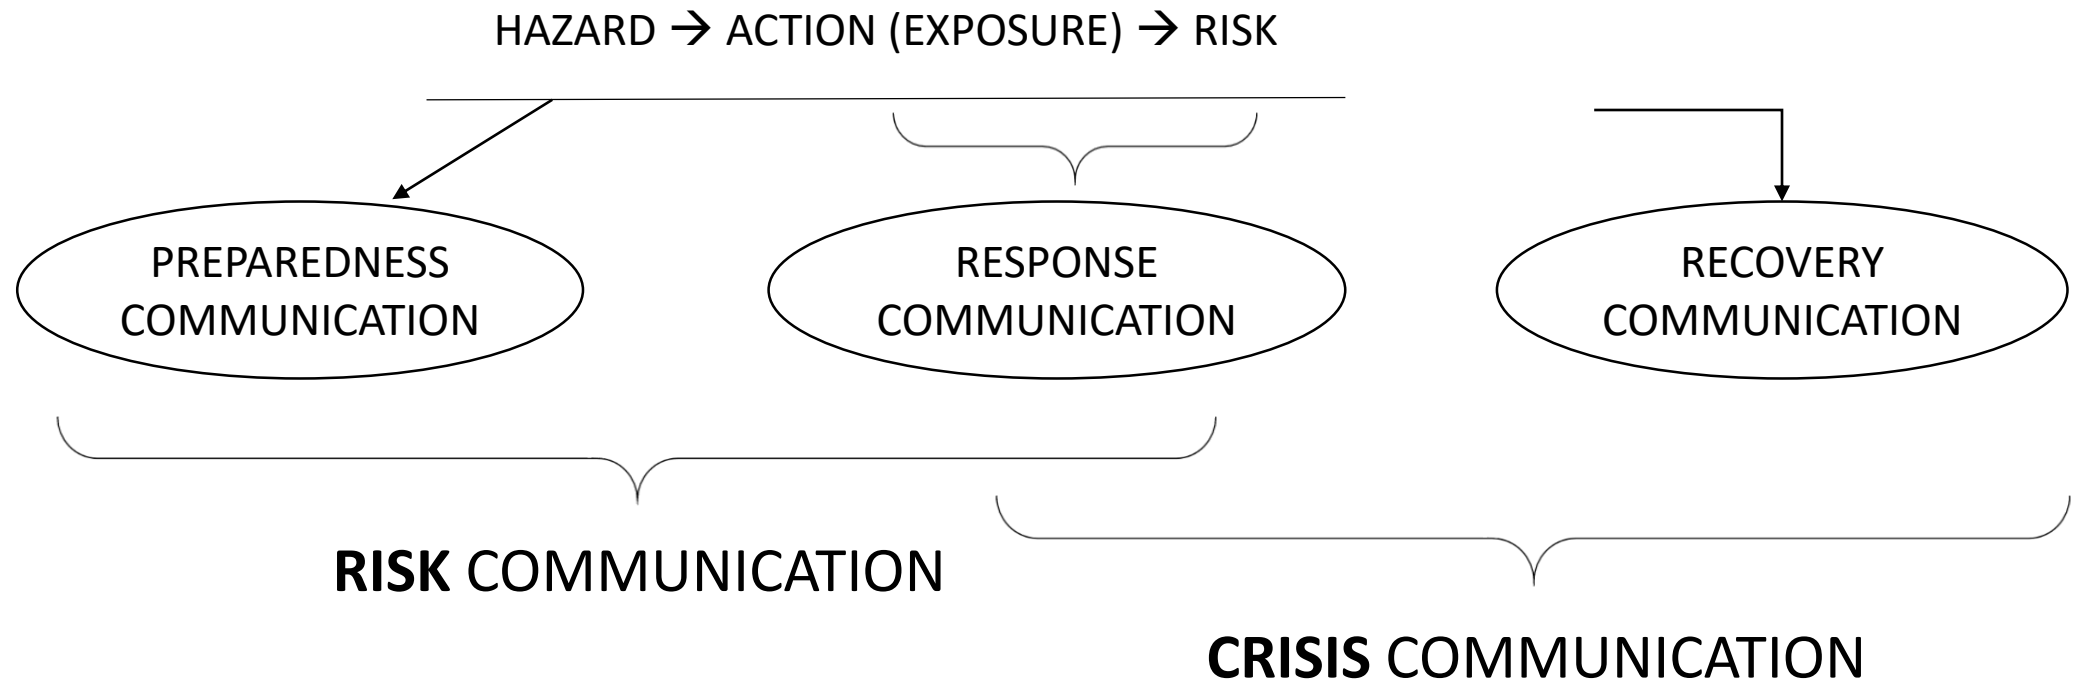 HAZARD → ACTION (EXPOSURE) → RISK
PREPAREDNESS
COMMUNICATION
RESPONSE
COMMUNICATION
RECOVERY
COMMUNICATION
RISK COMMUNICATION
CRISIS COMMUNICATION